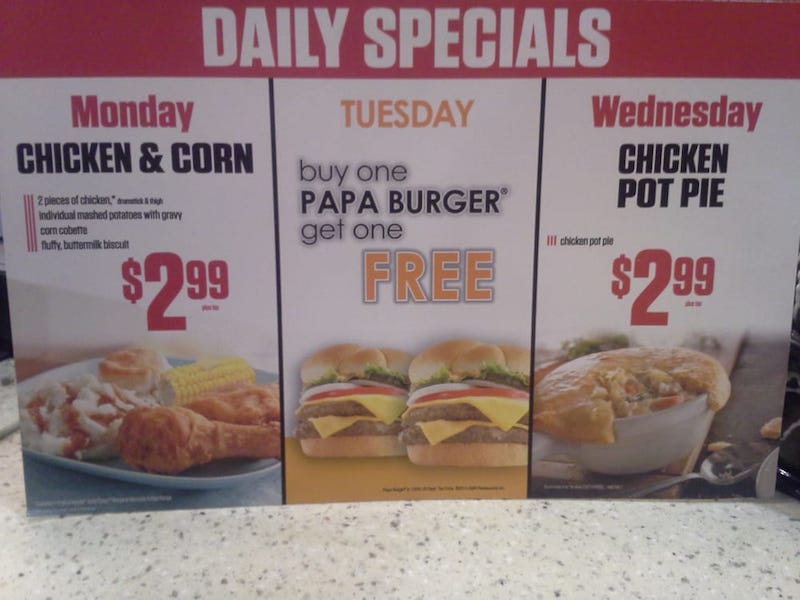 DAILY SPECIALS
Monday
CHICKEN & CORN
2 pieces of chicken,* drumstick & thigh
individual mashed potatoes with gravy
corn cobette
fluffy, buttermilk biscuit
$2.99
plus tax
TUESDAY
buy one
PAPA BURGER®
get one
FREE
Wednesday
CHICKEN
POT PIE
chicken pot pie
$2.99
plus tax